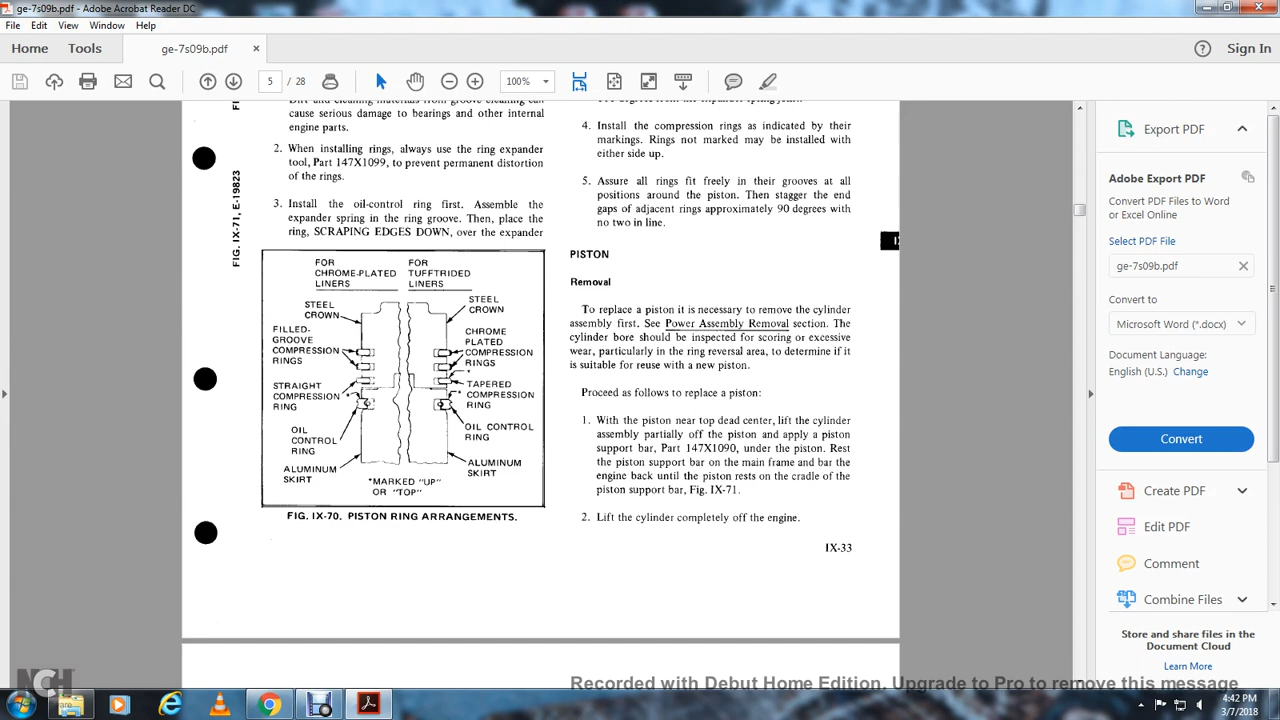 ge-7s09b.pdf - Adobe Acrobat Reader DC
File Edit View Window Help
Home Tools ge-7s09b.pdf × Sign In
5 / 28 100%
Dirt and cleaning materials from groove cleaning can
cause serious damage to bearings and other internal
engine parts.
2. When installing rings, always use the ring expander
tool, Part 147X1099, to prevent permanent distortion
of the rings.
3. Install the oil-control ring first. Assemble the
expander spring in the ring groove. Then, place the
ring, SCRAPING EDGES DOWN, over the expander
FIG. IX-71, E-19823
FOR
CHROME-PLATED
LINERS
FOR
TUFFTRIDED
LINERS
STEEL
CROWN
FILLED-
GROOVE
COMPRESSION
RINGS
STRAIGHT
COMPRESSION
RING
OIL
CONTROL
RING
ALUMINUM
SKIRT
STEEL
CROWN
CHROME
PLATED
COMPRESSION
RINGS
*
TAPERED
* COMPRESSION
RING
OIL CONTROL
RING
ALUMINUM
SKIRT
*MARKED "UP"
OR "TOP"
FIG. IX-70. PISTON RING ARRANGEMENTS.
4. Install the compression rings as indicated by their
markings. Rings not marked may be installed with
either side up.
5. Assure all rings fit freely in their grooves at all
positions around the piston. Then stagger the end
gaps of adjacent rings approximately 90 degrees with
no two in line.
PISTON
Removal
To replace a piston it is necessary to remove the cylinder
assembly first. See Power Assembly Removal section. The
cylinder bore should be inspected for scoring or excessive
wear, particularly in the ring reversal area, to determine if it
is suitable for reuse with a new piston.
Proceed as follows to replace a piston:
1. With the piston near top dead center, lift the cylinder
assembly partially off the piston and apply a piston
support bar, Part 147X1090, under the piston. Rest
the piston support bar on the main frame and bar the
engine back until the piston rests on the cradle of the
piston support bar, Fig. IX-71.
2. Lift the cylinder completely off the engine.
IX-33
Export PDF
Adobe Export PDF
Convert PDF Files to Word
or Excel Online
Select PDF File
ge-7s09b.pdf
Convert to
Microsoft Word (*.docx)
Document Language:
English (U.S.) Change
Convert
Create PDF
Edit PDF
Comment
Combine Files
Store and share files in the
Document Cloud
Learn More
NCH
Recorded with Debut Home Edition. Upgrade to Pro to remove this message
4:42 PM
3/7/2018